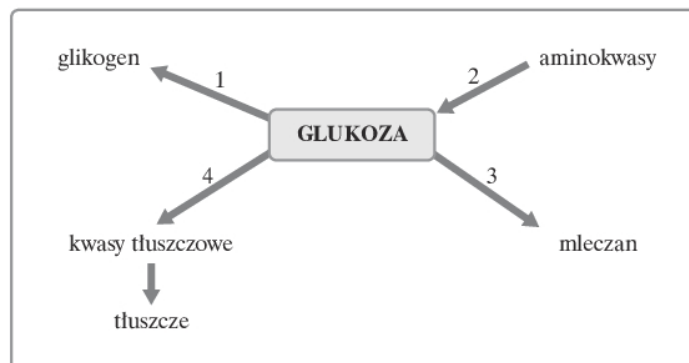 glikogen
aminokwasy
1
2
GLUKOZA
4
3
kwasy tłuszczowe
mleczan
tłuszcze